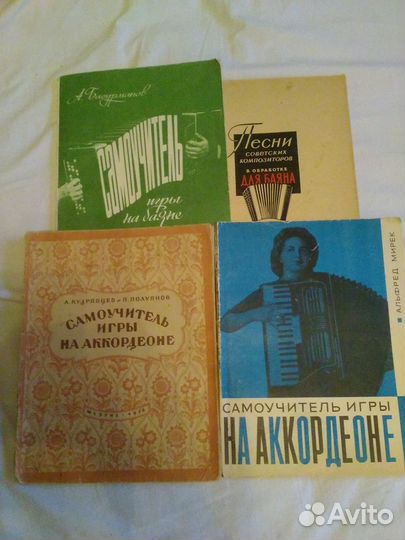 А. Басурманов
САМОУЧИТЕЛЬ
игры
на баяне
Песни
СОВЕТСКИХ
КОМПОЗИТОРОВ
В ОБРАБОТКЕ
ДЛЯ БАЯНА
А. КУДРЯВЦЕВ и П. ПОЛУЯНОВ
САМОУЧИТЕЛЬ
ИГРЫ
НА АККОРДЕОНЕ
АЛЬФРЕД МИРЕК
САМОУЧИТЕЛЬ ИГРЫ
НА АККОРДЕОНЕ
Avito